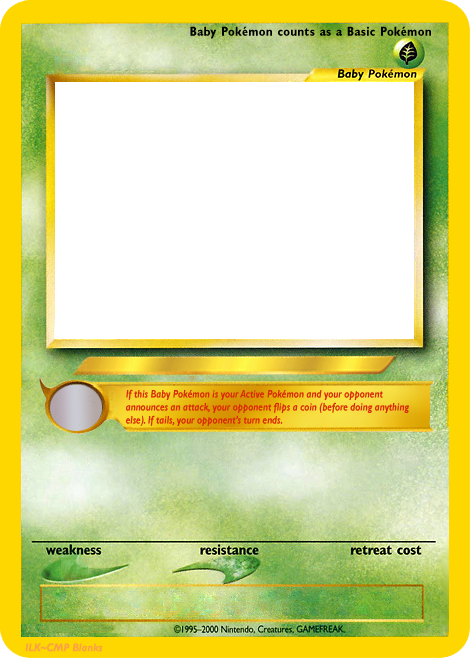 Baby Pokémon counts as a Basic Pokémon
Baby Pokémon
If this Baby Pokémon is your Active Pokémon and your opponent
announces an attack, your opponent flips a coin (before doing anything
else). If tails, your opponent's turn ends.
weakness resistance retreat cost
©1995-2000 Nintendo, Creatures, GAMEFREAK.
ILK~CMP Blanks